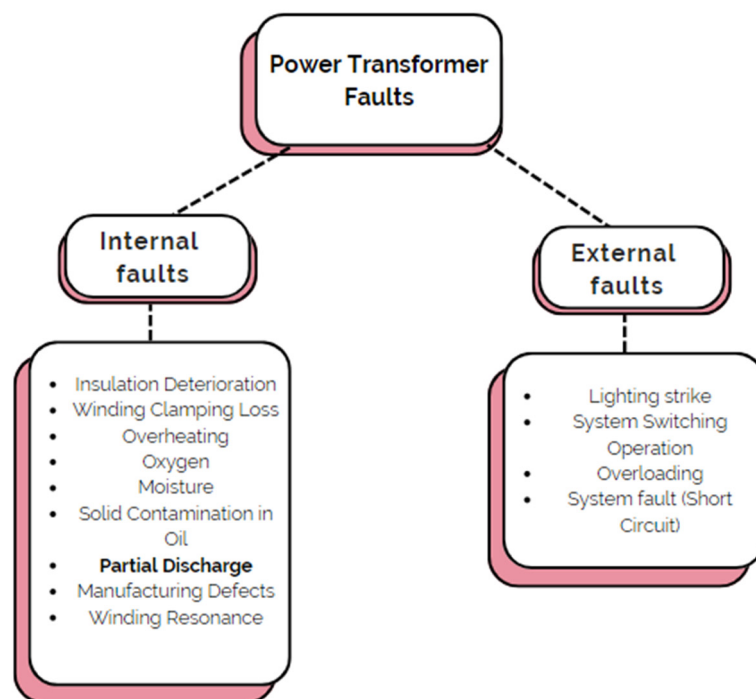 Power Transformer
Faults
Internal
faults
• Insulation Deterioration
• Winding Clamping Loss
• Overheating
• Oxygen
• Moisture
• Solid Contamination in
Oil
• Partial Discharge
• Manufacturing Defects
• Winding Resonance
External
faults
• Lighting strike
• System Switching
Operation
• Overloading
• System fault (Short
Circuit)